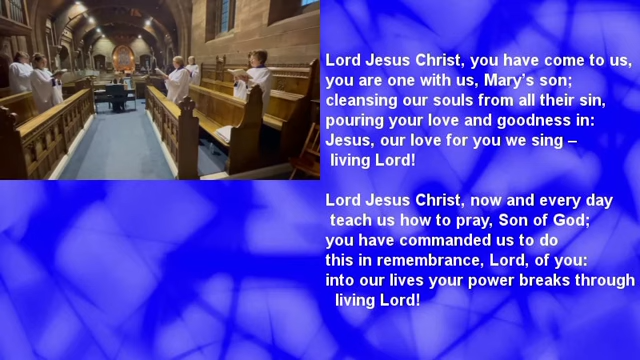 Lord Jesus Christ, you have come to us,
you are one with us, Mary's son;
cleansing our souls from all their sin,
pouring your love and goodness in:
Jesus, our love for you we sing –
living Lord!
Lord Jesus Christ, now and every day
teach us how to pray, Son of God;
you have commanded us to do
this in remembrance, Lord, of you:
into our lives your power breaks through
living Lord!